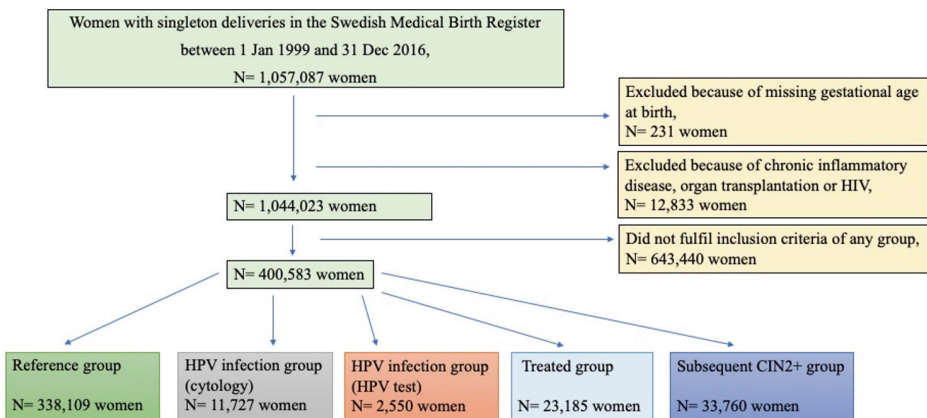 Women with singleton deliveries in the Swedish Medical Birth Register
between 1 Jan 1999 and 31 Dec 2016,
N= 1,057,087 women
Excluded because of missing gestational age
at birth,
N= 231 women
Excluded because of chronic inflammatory
disease, organ transplantation or HIV,
N= 12,833 women
N= 1,044,023 women
Did not fulfil inclusion criteria of any group,
N= 643,440 women
N= 400,583 women
Reference group
N= 338,109 women
HPV infection group
(cytology)
N= 11,727 women
HPV infection group
(HPV test)
N= 2,550 women
Treated group
N= 23,185 women
Subsequent CIN2+ group
N= 33,760 women